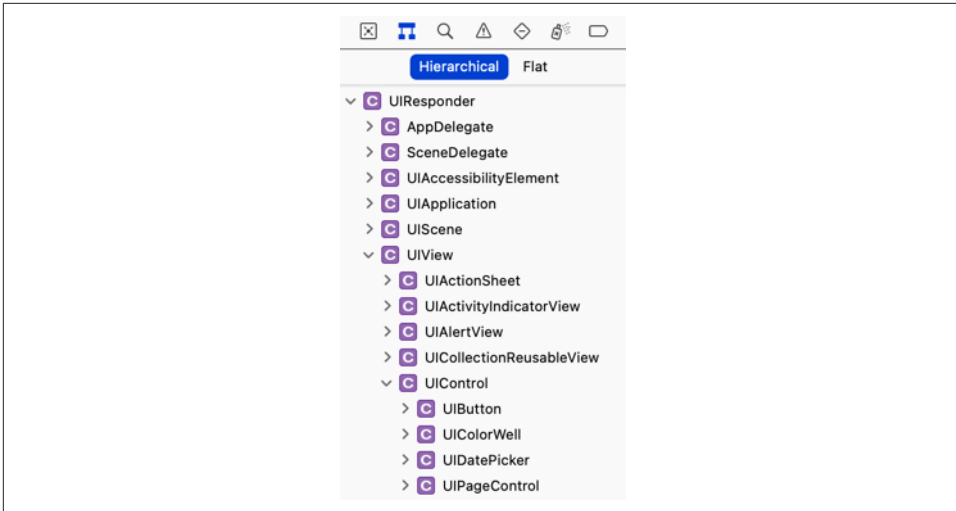 Hierarchical Flat
C UIResponder
C AppDelegate
C SceneDelegate
C UIAccessibilityElement
C UIApplication
C UIScene
C UIView
C UIActionSheet
C UIActivityIndicatorView
C UIAlertView
C UICollectionReusableView
C UIControl
C UIButton
C UIColorWell
C UIDatePicker
C UIPageControl